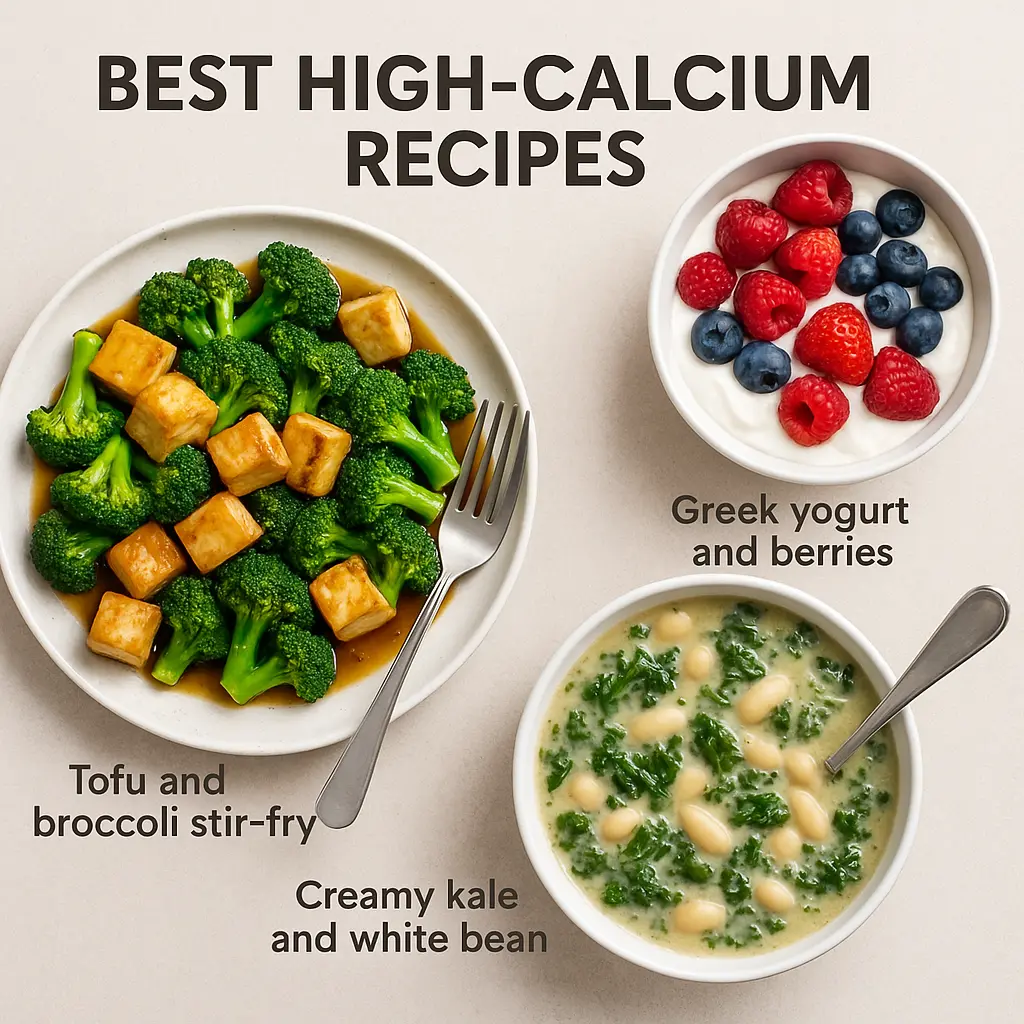 BEST HIGH-CALCIUM
RECIPES
Greek yogurt
and berries
Tofu and
broccoli stir-fry
Creamy kale
and white bean